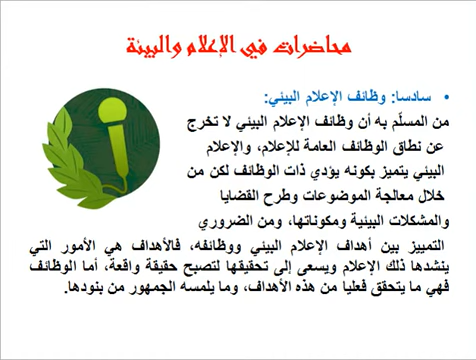 محاضرات في الإعلام والبيئة
• سادسا: وظائف الإعلام البيئي:
من المسلَّم به أن وظائف الإعلام البيئي لا تخرج
عن نطاق الوظائف العامة للإعلام، والإعلام
البيئي يتميز بكونه يؤدي ذات الوظائف لكن من
خلال معالجة الموضوعات وطرح القضايا
والمشكلات البيئية ومكوناتها، ومن الضروري
التمييز بين أهداف الإعلام البيئي ووظائفه، فالأهداف هي الأمور التي
ينشدها ذلك الإعلام ويسعى إلى تحقيقها لتصبح حقيقة واقعة، أما الوظائف
فهي ما يتحقق فعليا من هذه الأهداف، وما يلمسه الجمهور من بنودها.